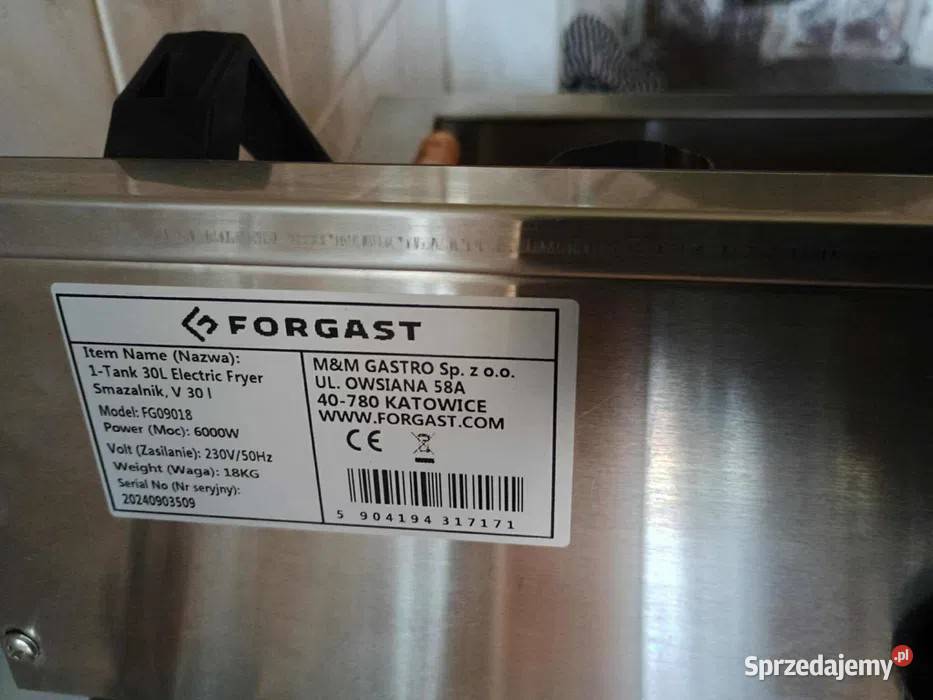 FORGAST
Item Name (Nazwa):
1-Tank 30L Electric Fryer
Smazalnik, V 30 l
Model: FG09018
Power (Moc): 6000W
Volt (Zasilanie): 230V/50Hz
Weight (Waga): 18KG
Serial No (Nr seryjny):
20240903509
M&M GASTRO Sp. z o.o.
UL. OWSIANA 58A
40-780 KATOWICE
WWW.FORGAST.COM
CE
5 904194 317171
Sprzedajemy.pl